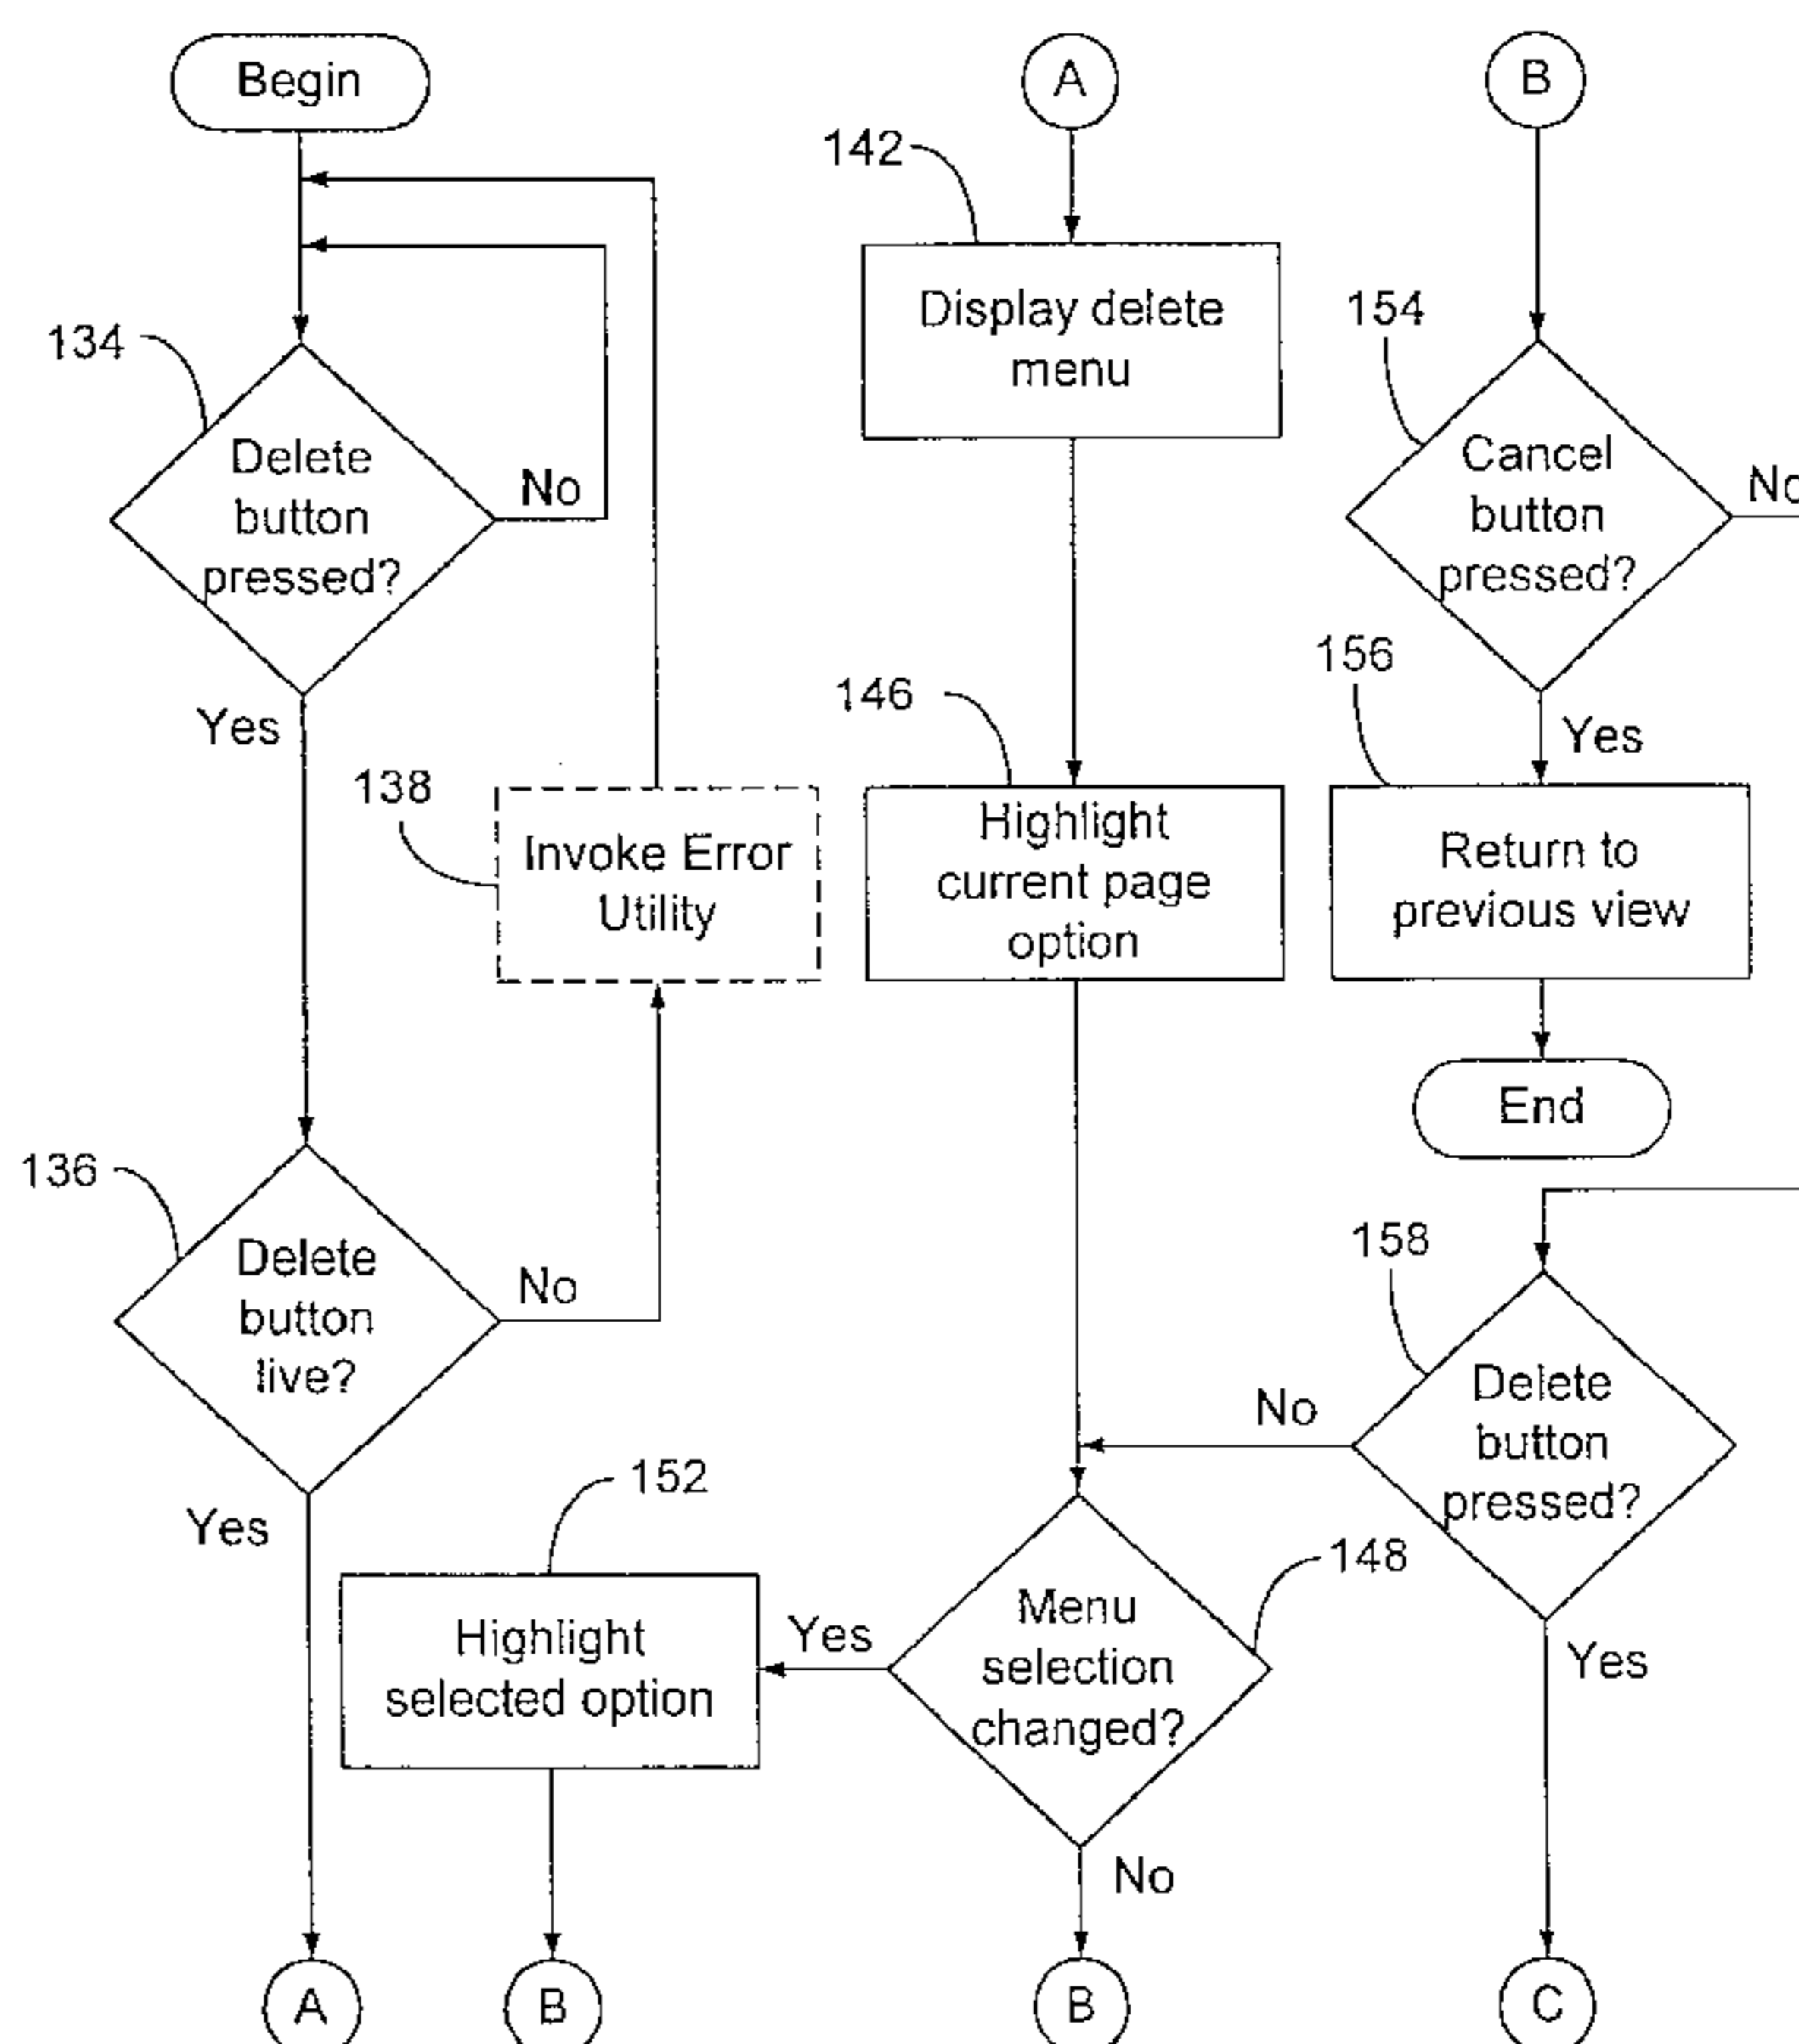 Begin
134
Delete
button
pressed?
No
Yes
138
Invoke Error
Utility
136
Delete
button
live?
No
Yes
A
A
142
Display delete
menu
146
Highlight
current page
option
148
Menu
selection
changed?
Yes
No
152
Highlight
selected option
B
B
B
154
Cancel
button
pressed?
No
Yes
156
Return to
previous view
End
158
Delete
button
pressed?
No
Yes
C